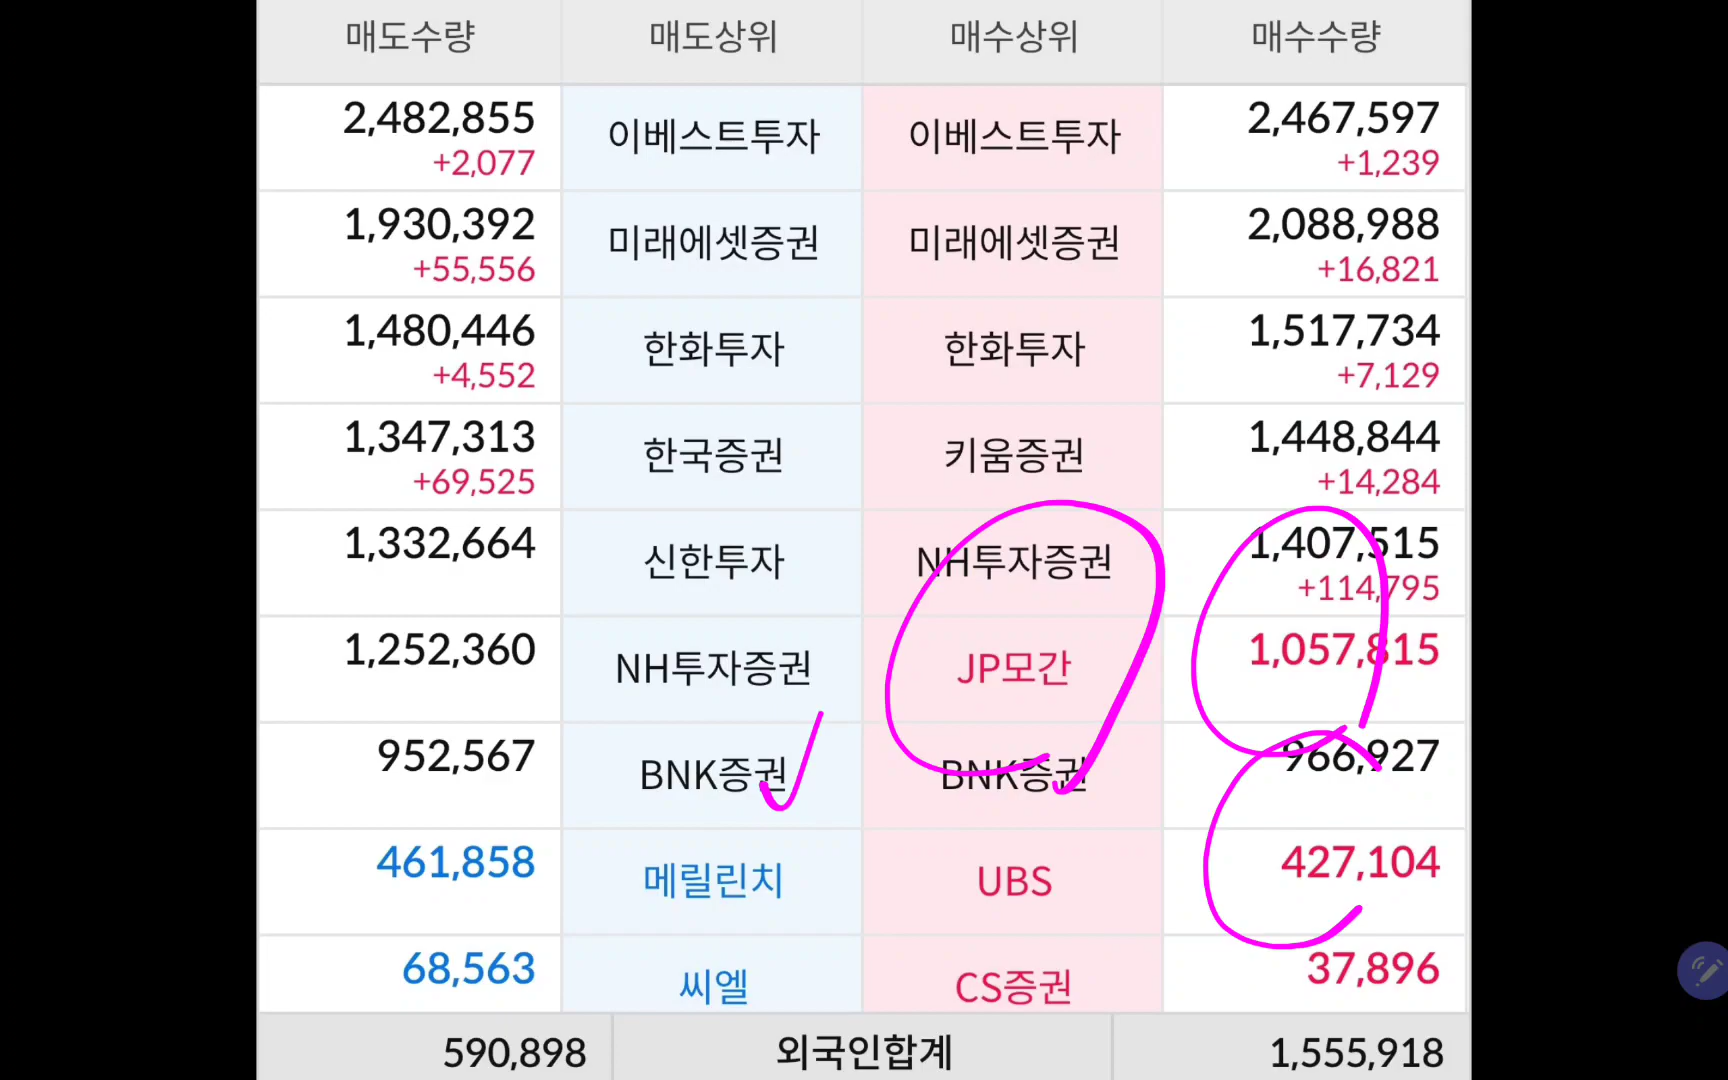 매도수량 매도상위 매수상위 매수수량
2,482,855 이베스트투자 이베스트투자 2,467,597
+2,077 +1,239
1,930,392 미래에셋증권 미래에셋증권 2,088,988
+55,556 +16,821
1,480,446 한화투자 한화투자 1,517,734
+4,552 +7,129
1,347,313 한국증권 키움증권 1,448,844
+69,525 +14,284
1,332,664 신한투자 NH투자증권 1,407,515
+114,795
1,252,360 NH투자증권 JP모간 1,057,815
952,567 BNK증권 BNK증권 966,927
461,858 메릴린치 UBS 427,104
68,563 씨엘 CS증권 37,896
590,898 외국인합계 1,555,918